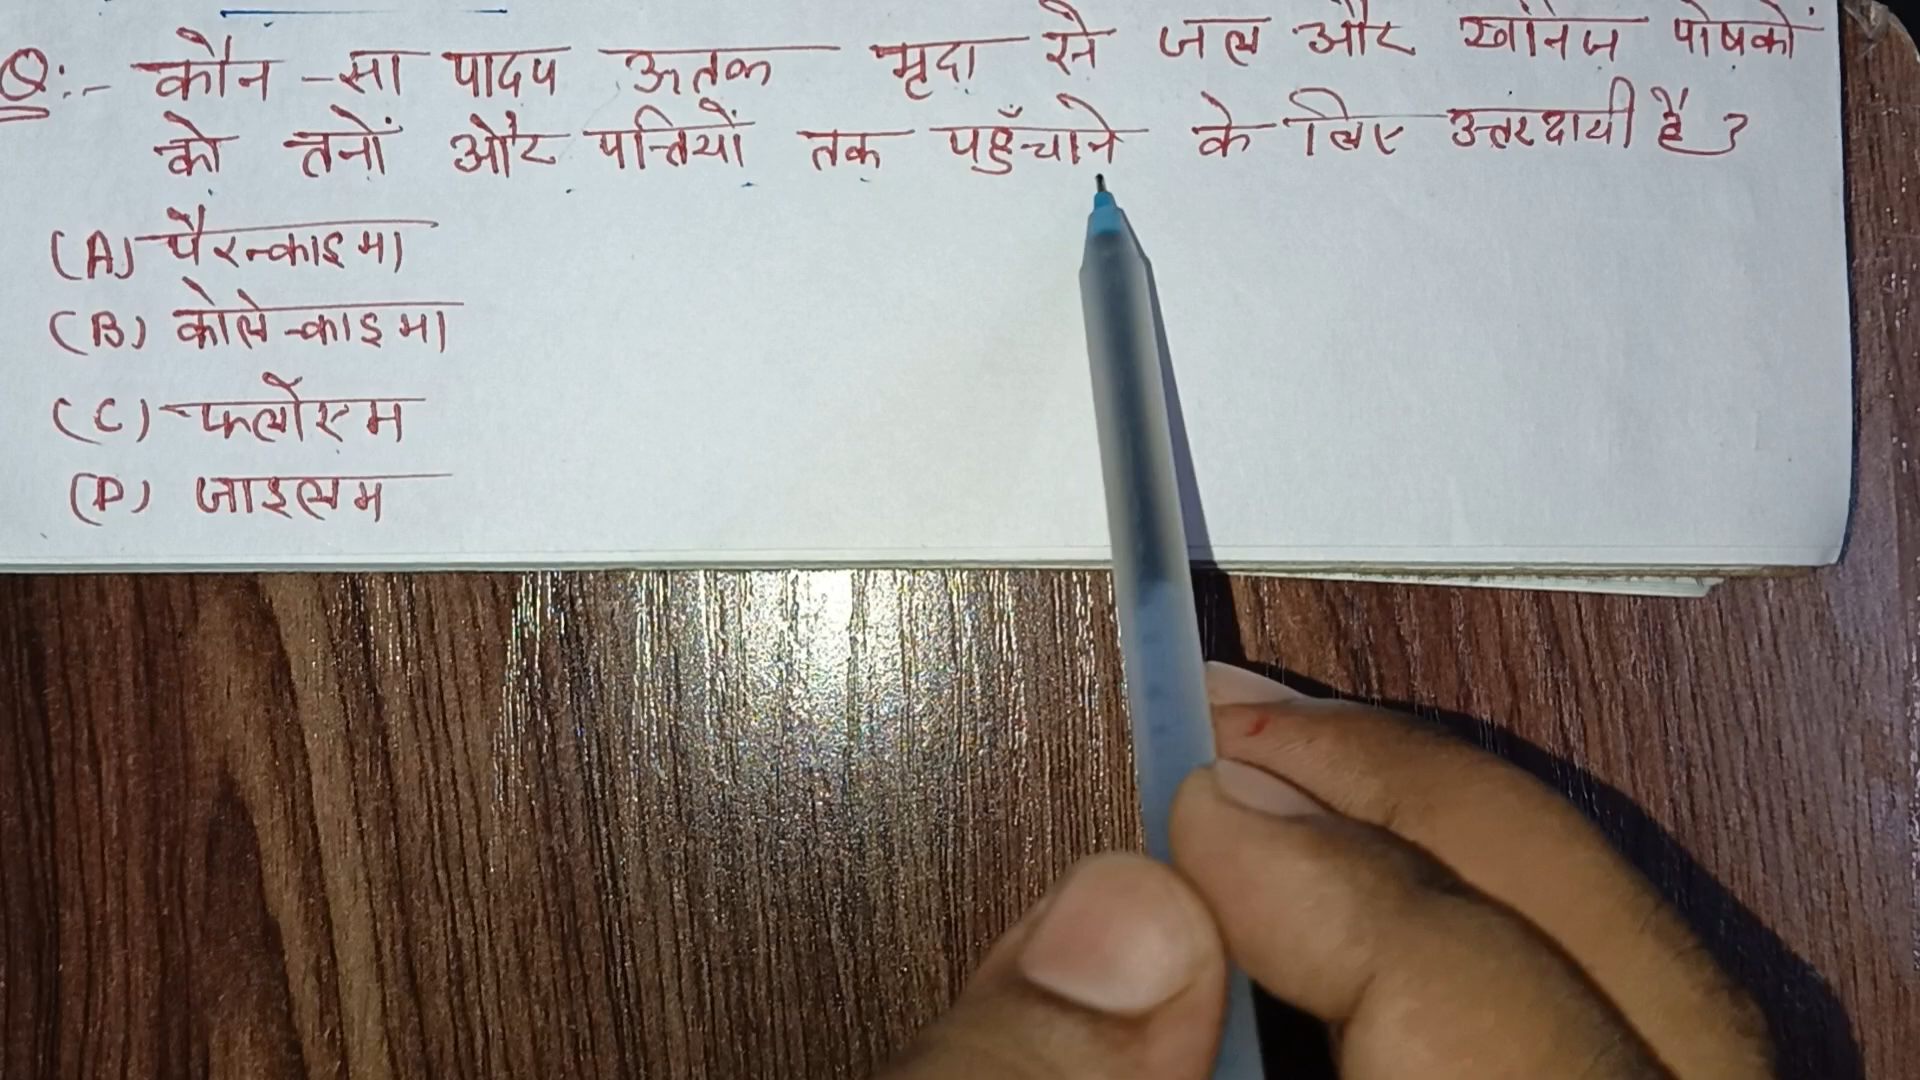 Q:- कौन-सा पादप ऊतक मृदा से जल और खनिज पोषकों
को तनों और पत्तियों तक पहुँचाने के लिए उत्तरदायी है?
(A) पैरन्काइमा
(B) कोलेन्काइमा
(C) फ्लोएम
(D) जाइलम